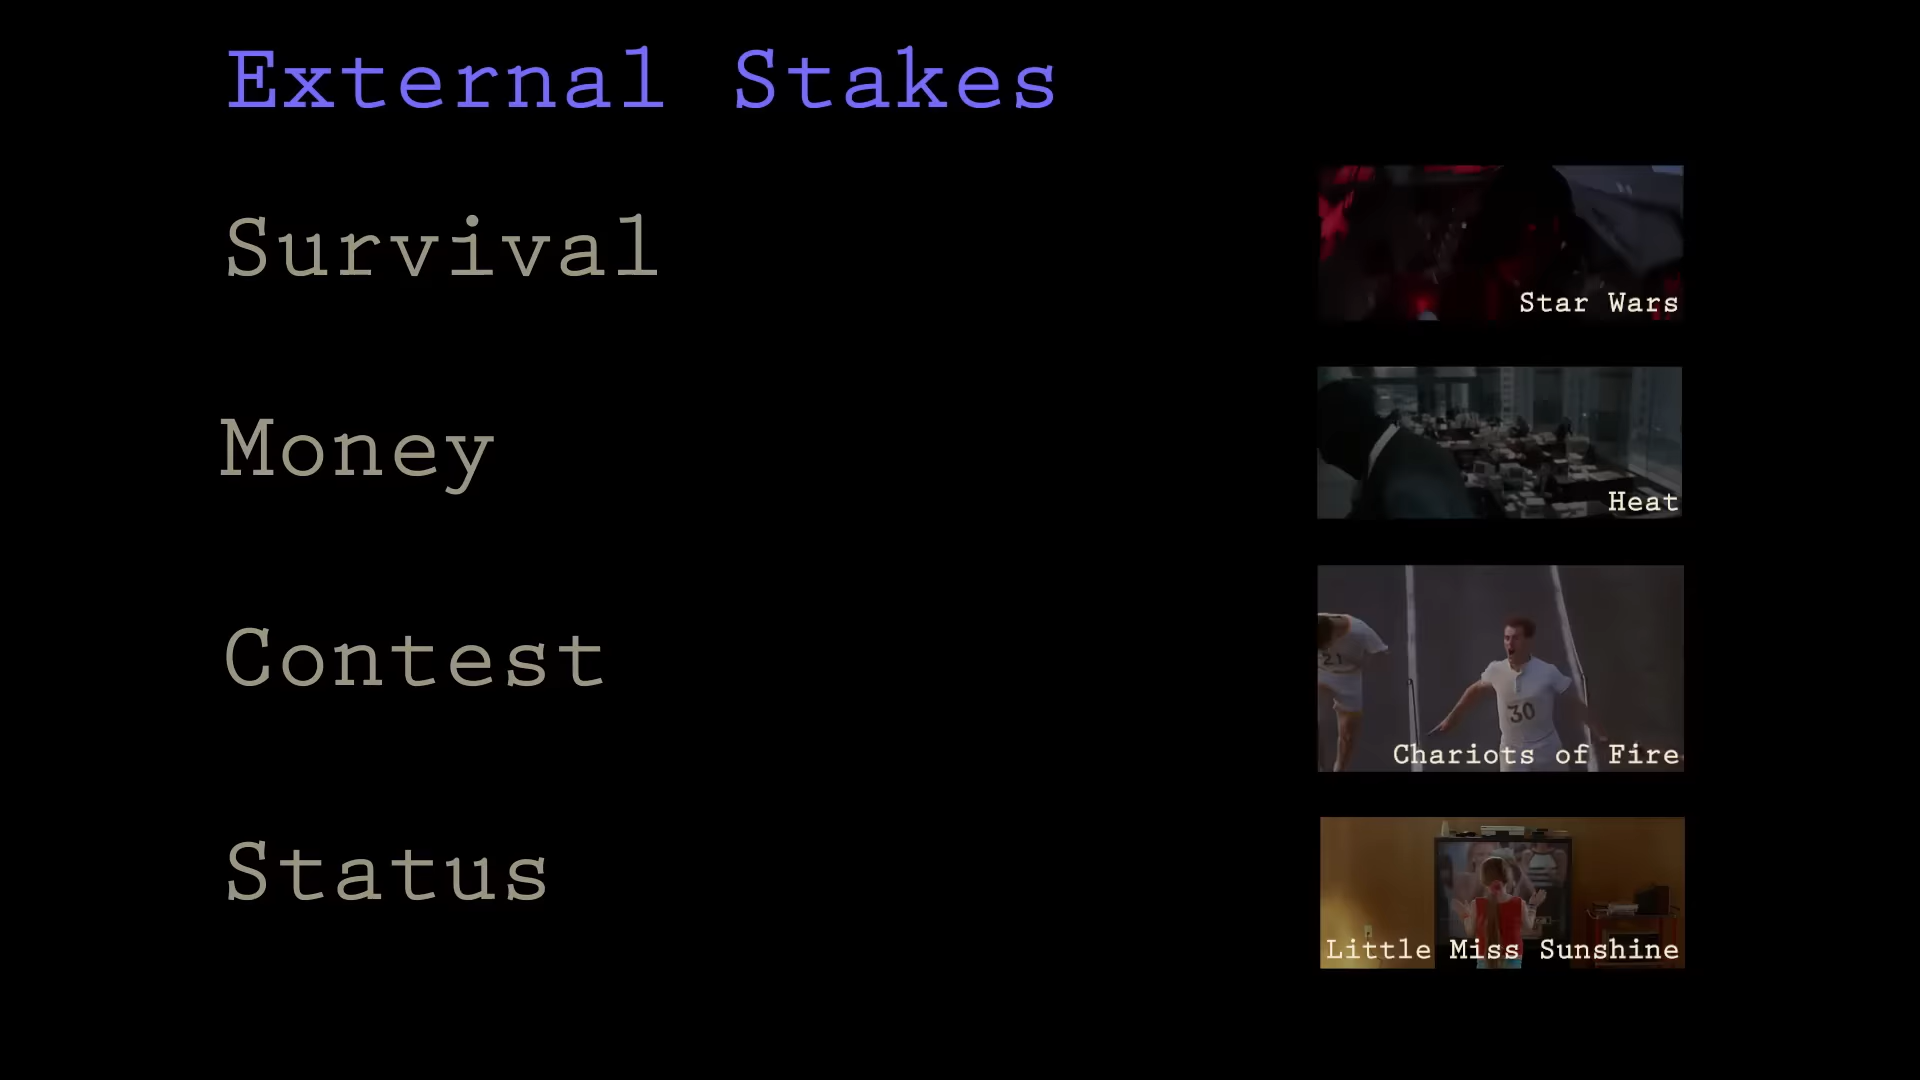 External Stakes
Survival
Star Wars
Money
Heat
Contest
21
30
Chariots of Fire
Status
Little Miss Sunshine